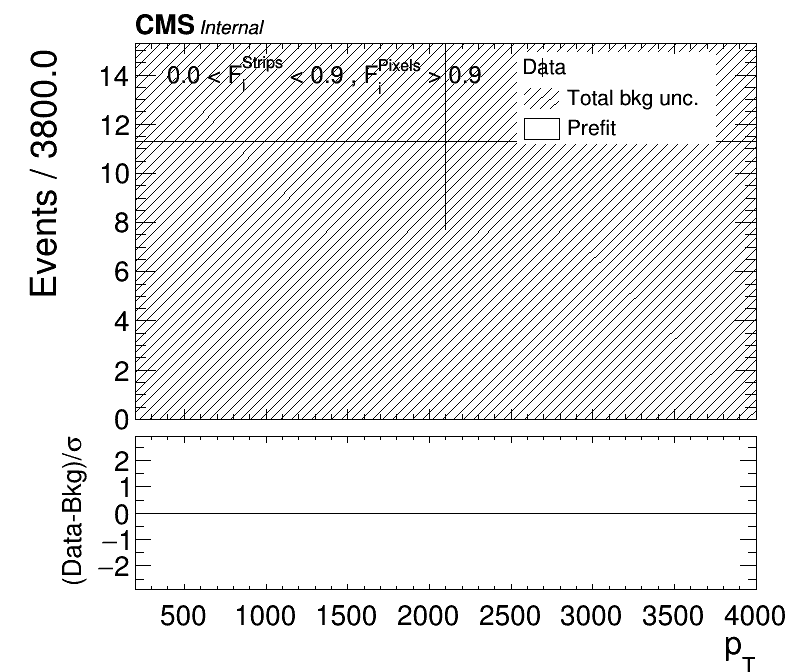 CMS Internal
Events / 3800.0
14
12
10
8
6
4
2
0
0.0 < F_i^Strips < 0.9 , F_i^Pixels > 0.9
Data
Total bkg unc.
Prefit
(Data-Bkg)/σ
2
1
0
−1
−2
500 1000 1500 2000 2500 3000 3500 4000
p_T